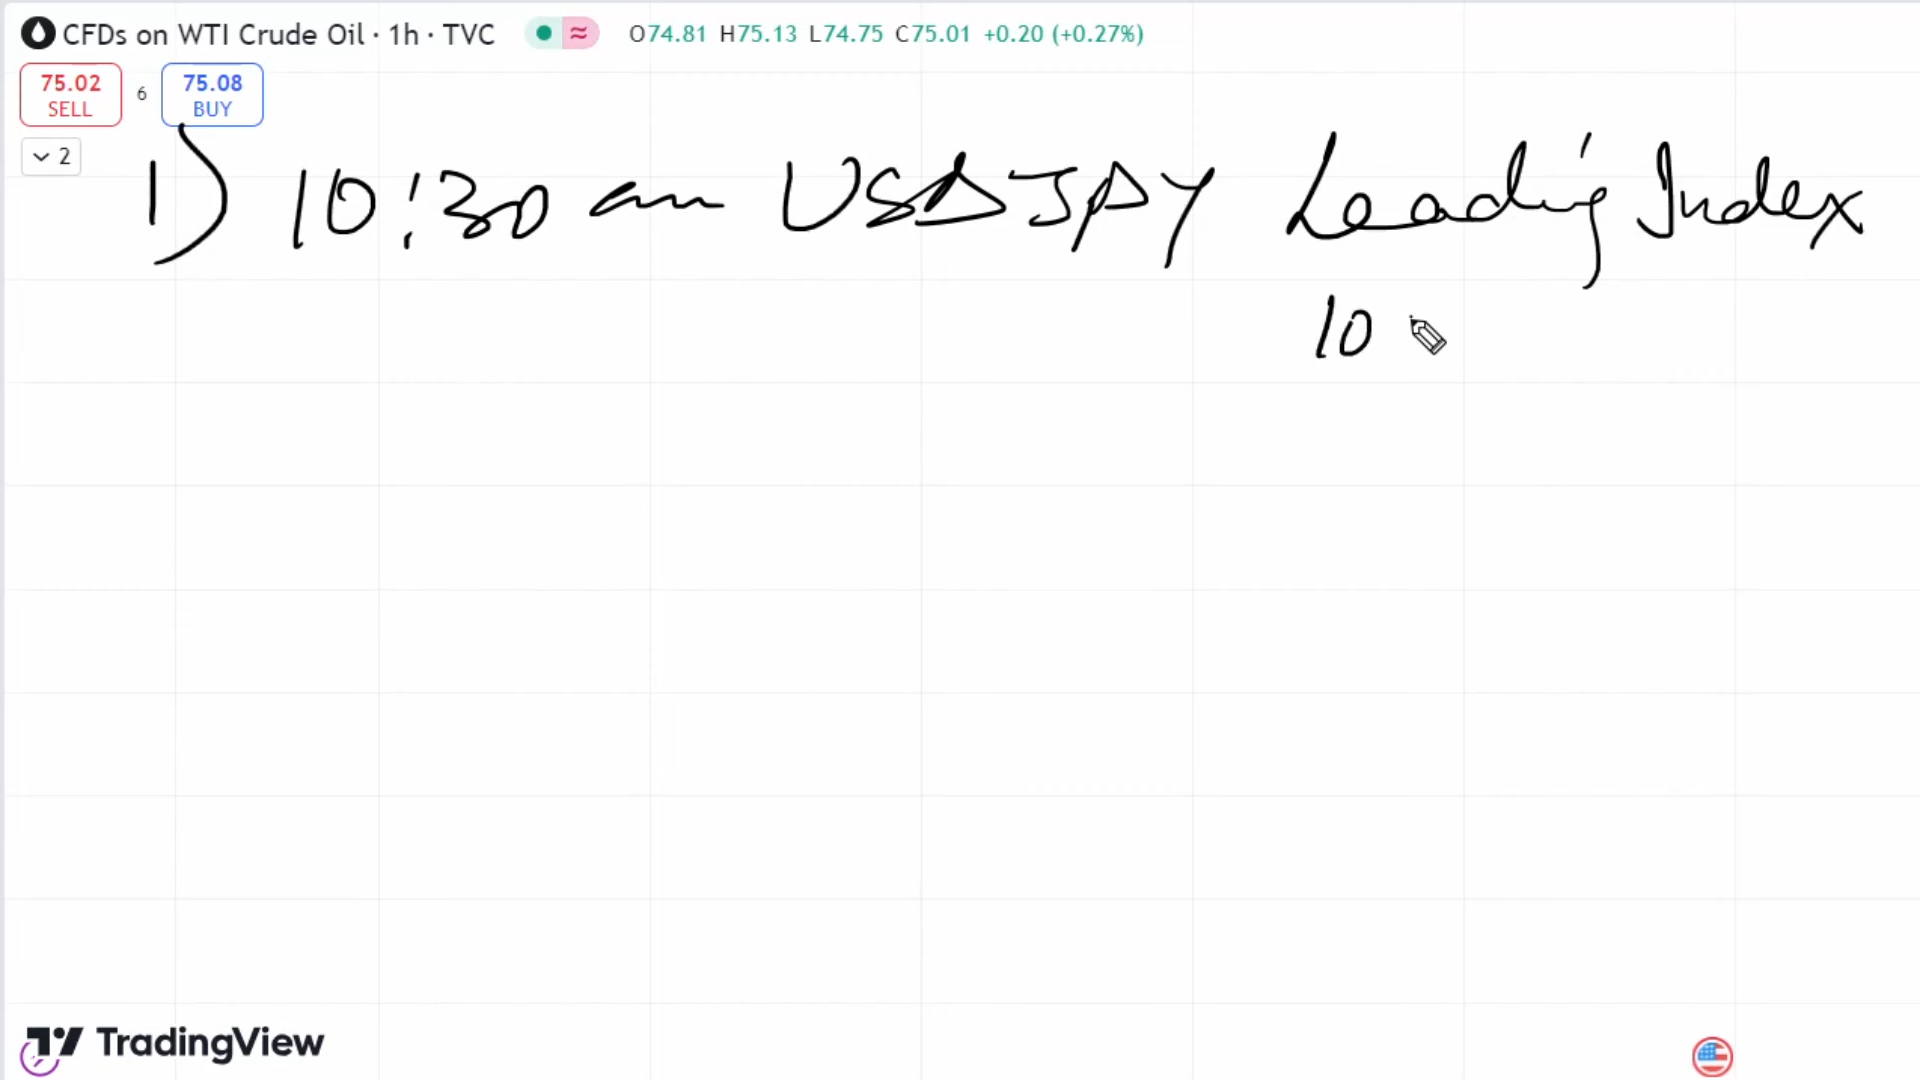 CFDs on WTI Crude Oil · 1h · TVC ≈ O74.81 H75.13 L74.75 C75.01 +0.20 (+0.27%)
75.02 SELL 6 75.08 BUY
2
1) 10:30 am USDJPY Leading Index
10
TradingView